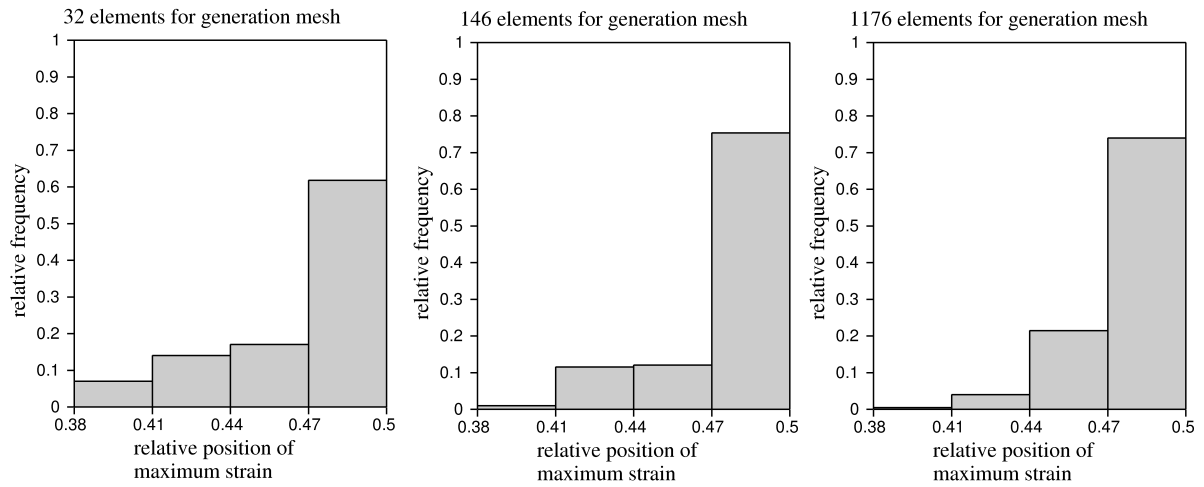 32 elements for generation mesh
1
0.9
0.8
0.7
0.6
0.5
0.4
0.3
0.2
0.1
0
relative frequency
0.38 0.41 0.44 0.47 0.5
relative position of
maximum strain
146 elements for generation mesh
1
0.9
0.8
0.7
0.6
0.5
0.4
0.3
0.2
0.1
0
relative frequency
0.38 0.41 0.44 0.47 0.5
relative position of
maximum strain
1176 elements for generation mesh
1
0.9
0.8
0.7
0.6
0.5
0.4
0.3
0.2
0.1
0
relative frequency
0.38 0.41 0.44 0.47 0.5
relative position of
maximum strain